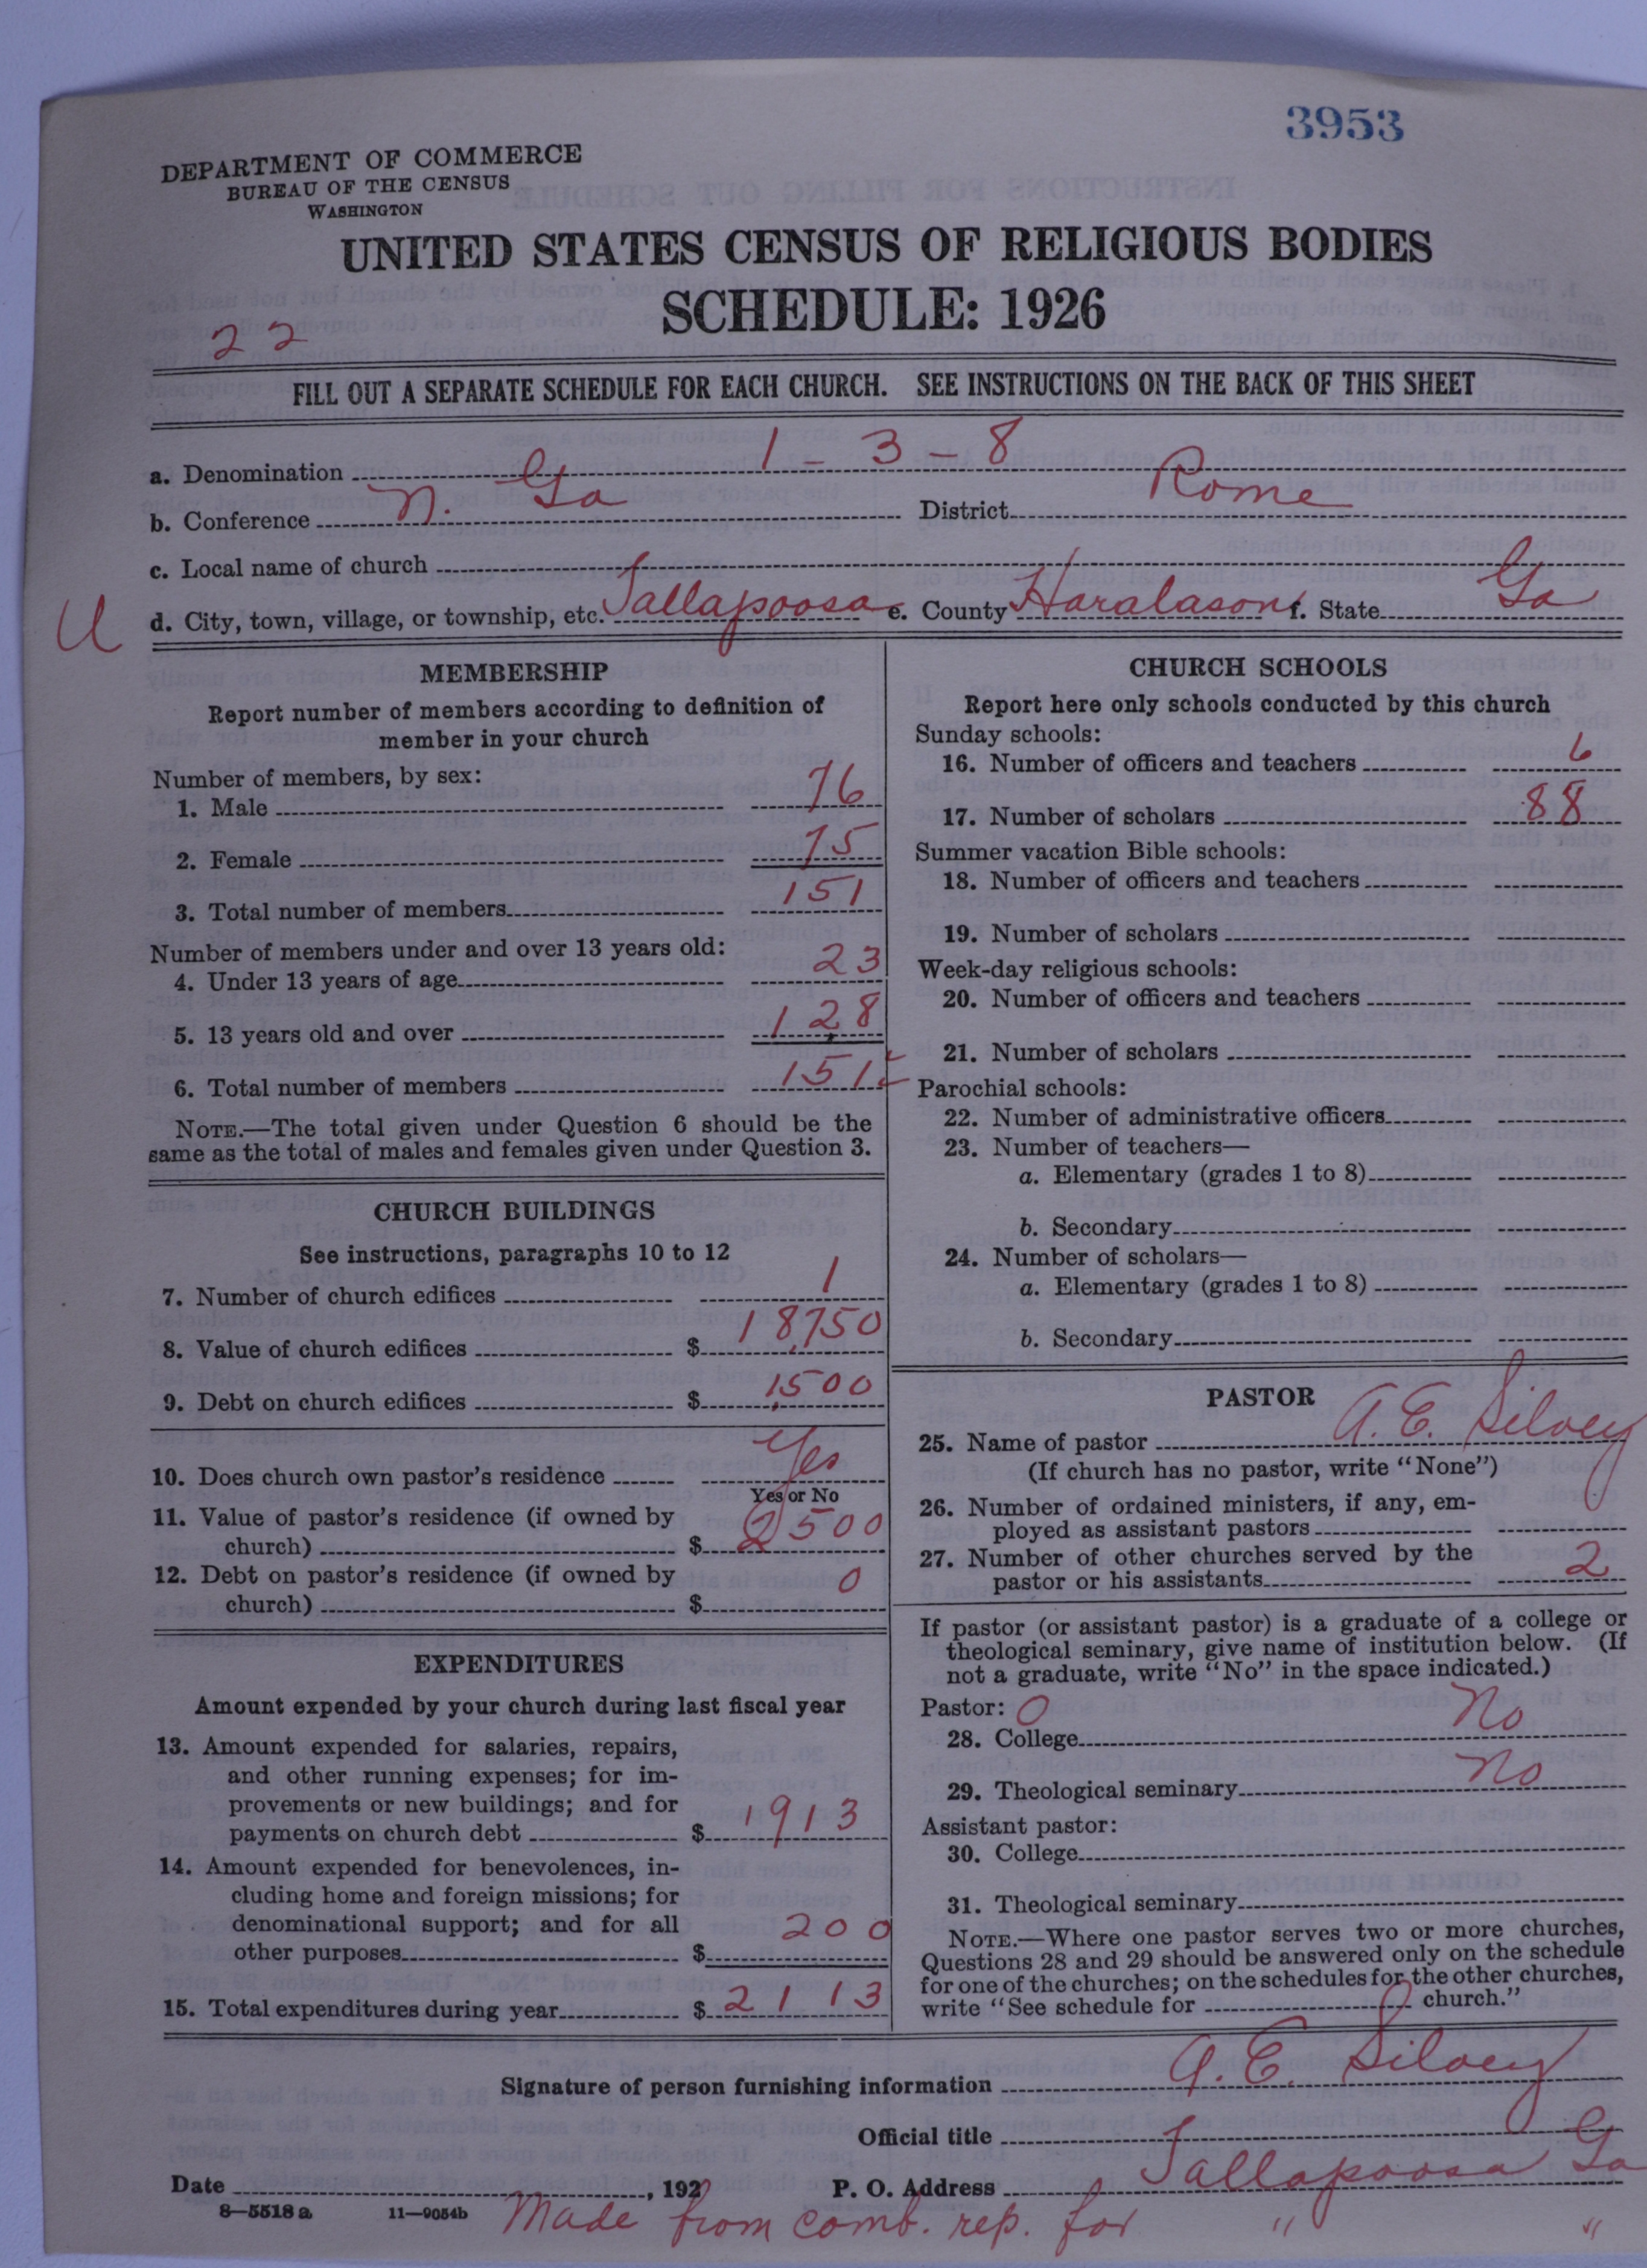 3953
DEPARTMENT OF COMMERCE
BUREAU OF THE CENSUS
WASHINGTON
UNITED STATES CENSUS OF RELIGIOUS BODIES
SCHEDULE: 1926
22
FILL OUT A SEPARATE SCHEDULE FOR EACH CHURCH. SEE INSTRUCTIONS ON THE BACK OF THIS SHEET
a. Denomination 1 - 3 - 8
b. Conference N. Ga District Rome
c. Local name of church
U d. City, town, village, or township, etc. Tallapoosa e. County Haralason f. State Ga
MEMBERSHIP
Report number of members according to definition of
member in your church
Number of members, by sex:
1. Male 76
2. Female 75
3. Total number of members 151
Number of members under and over 13 years old:
4. Under 13 years of age 23
5. 13 years old and over 128
6. Total number of members 151
NOTE.—The total given under Question 6 should be the
same as the total of males and females given under Question 3.
CHURCH BUILDINGS
See instructions, paragraphs 10 to 12
7. Number of church edifices 1
8. Value of church edifices $ 18,750
9. Debt on church edifices $ 1,500
10. Does church own pastor's residence Yes
Yes or No
11. Value of pastor's residence (if owned by
church) $ 2500
12. Debt on pastor's residence (if owned by
church) $ 0
EXPENDITURES
Amount expended by your church during last fiscal year
13. Amount expended for salaries, repairs,
and other running expenses; for im-
provements or new buildings; and for
payments on church debt $ 1913
14. Amount expended for benevolences, in-
cluding home and foreign missions; for
denominational support; and for all
other purposes $ 200
15. Total expenditures during year $ 2113
CHURCH SCHOOLS
Report here only schools conducted by this church
Sunday schools:
16. Number of officers and teachers 6
17. Number of scholars 88
Summer vacation Bible schools:
18. Number of officers and teachers
19. Number of scholars
Week-day religious schools:
20. Number of officers and teachers
21. Number of scholars
Parochial schools:
22. Number of administrative officers
23. Number of teachers—
a. Elementary (grades 1 to 8)
b. Secondary
24. Number of scholars—
a. Elementary (grades 1 to 8)
b. Secondary
PASTOR
25. Name of pastor A. E. Silvey
(If church has no pastor, write "None")
26. Number of ordained ministers, if any, em-
ployed as assistant pastors
27. Number of other churches served by the
pastor or his assistants 2
If pastor (or assistant pastor) is a graduate of a college or
theological seminary, give name of institution below. (If
not a graduate, write "No" in the space indicated.)
Pastor: O
28. College No
29. Theological seminary No
Assistant pastor:
30. College
31. Theological seminary
NOTE.—Where one pastor serves two or more churches,
Questions 28 and 29 should be answered only on the schedule
for one of the churches; on the schedules for the other churches,
write "See schedule for church."
Signature of person furnishing information A. E. Silvey
Official title
Date , 192 P. O. Address Tallapoosa Ga
8—5518 a 11—9054b
Made from comb. rep. for " "